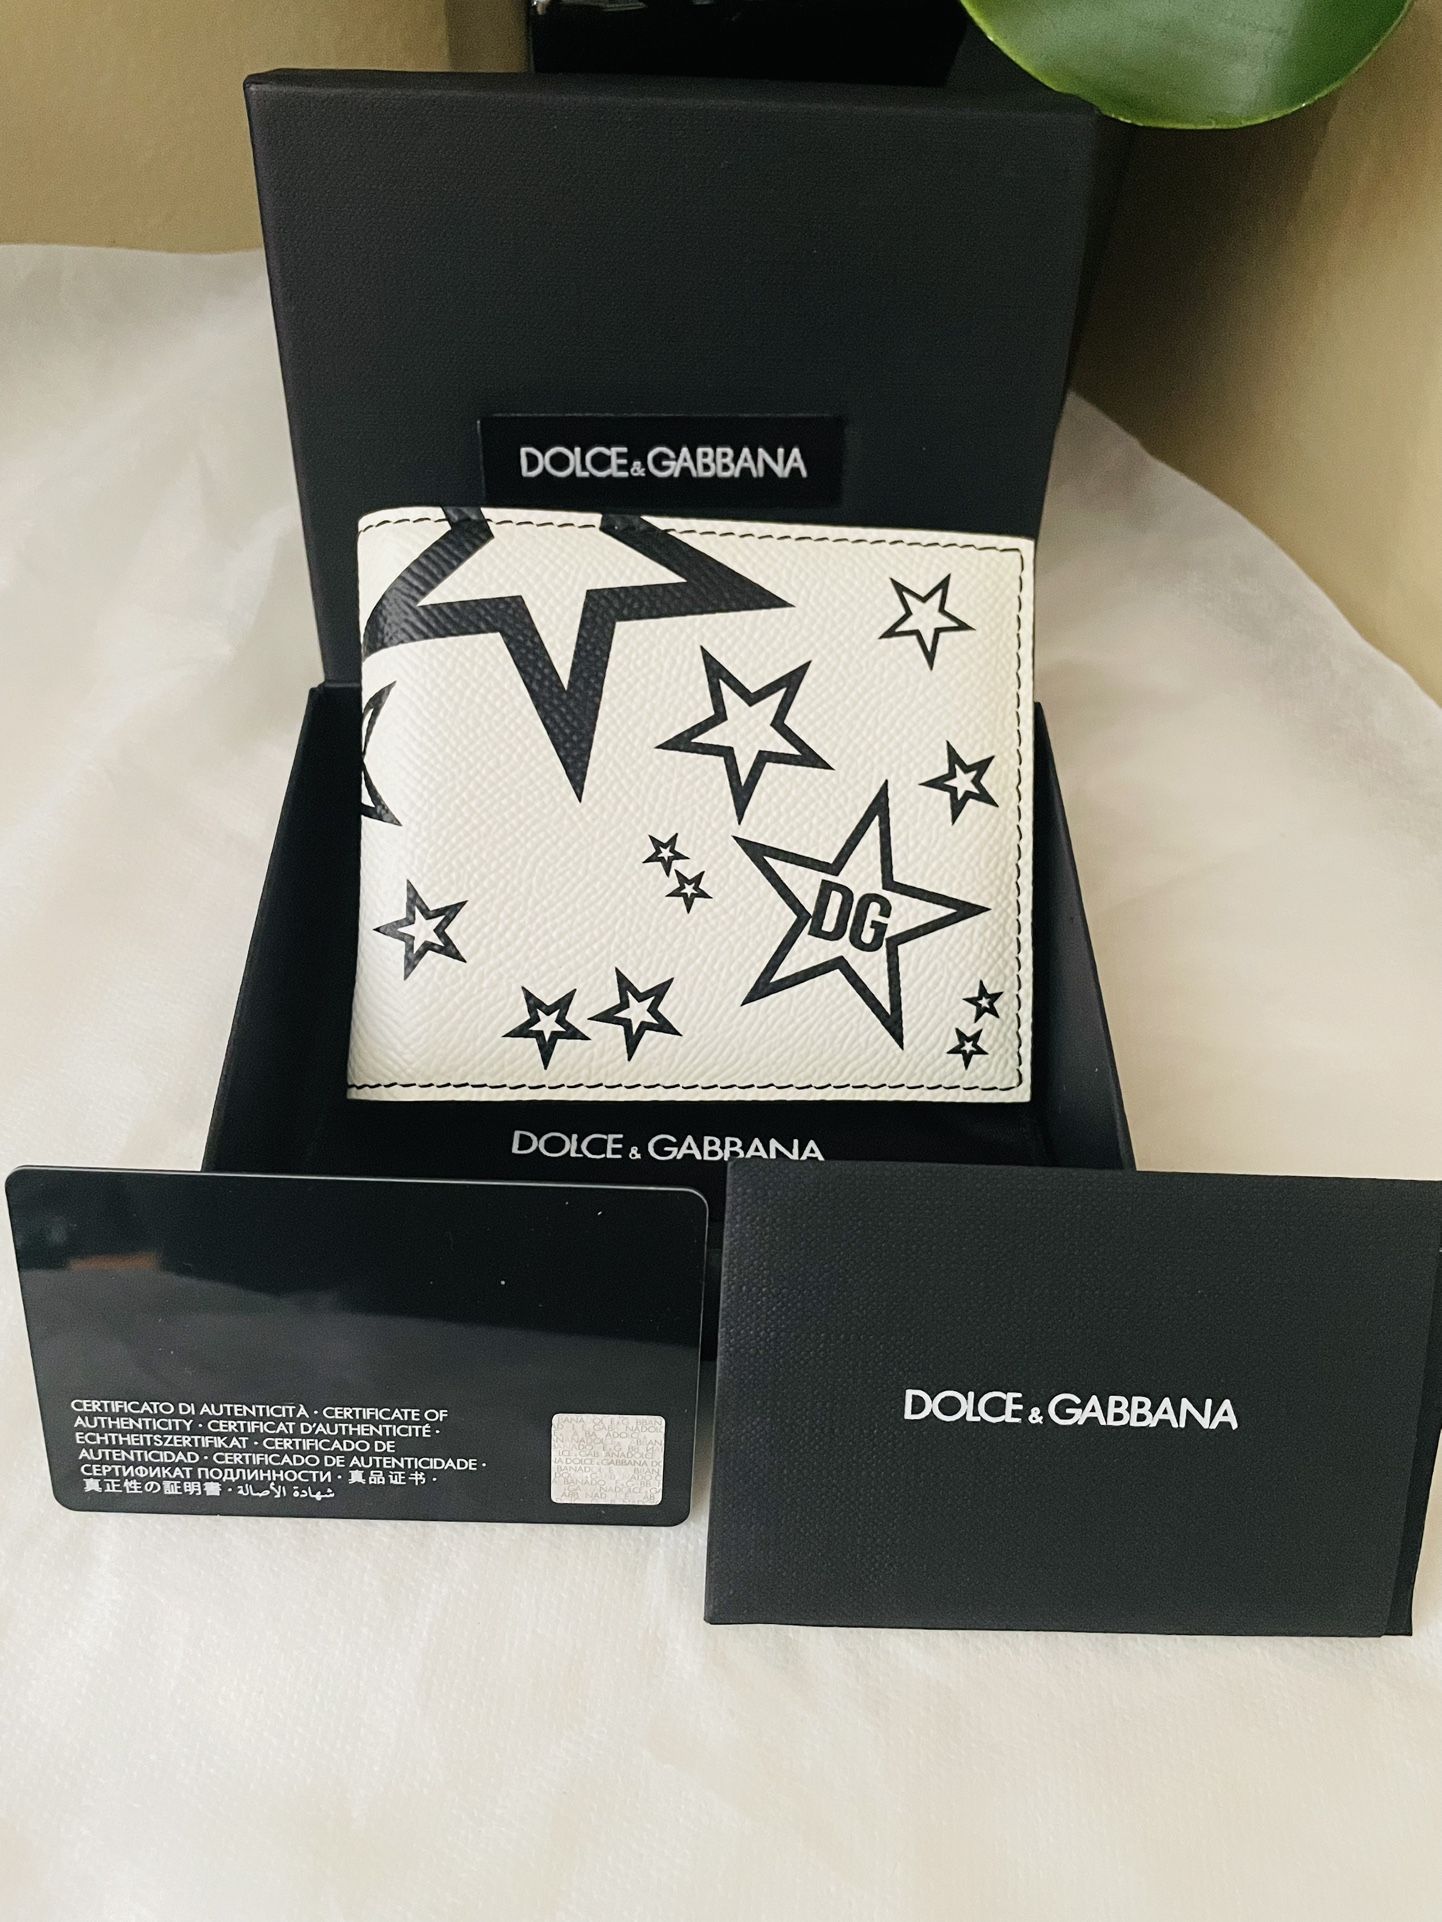 DOLCE&GABBANA
DG
DOLCE & GABBANA
CERTIFICATO DI AUTENTICITÀ · CERTIFICATE OF
AUTHENTICITY · CERTIFICAT D'AUTHENTICITÉ ·
ECHTHEITSZERTIFIKAT · CERTIFICADO DE
AUTENTICIDAD · CERTIFICADO DE AUTENTICIDADE ·
СЕРТИФИКАТ ПОДЛИННОСТИ · 真品证书 ·
真正性の証明書 · شهادة الأصالة
DOLCE & GABBANA